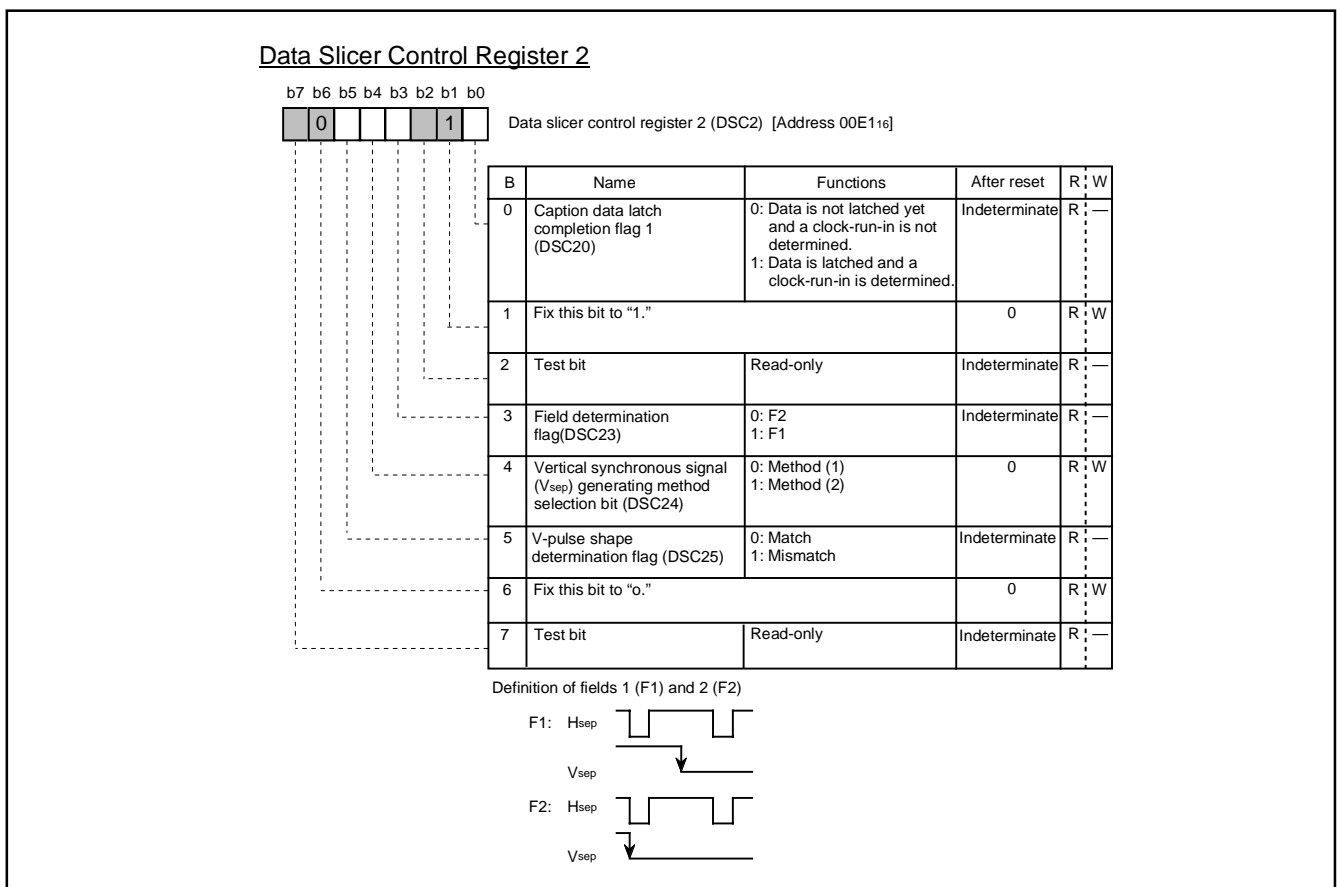 Data Slicer Control Register 2
b7 b6 b5 b4 b3 b2 b1 b0
0 1
Data slicer control register 2 (DSC2) [Address 00E116]
B Name Functions After reset R W
0 Caption data latch completion flag 1 (DSC20) 0: Data is not latched yet and a clock-run-in is not determined. 1: Data is latched and a clock-run-in is determined. Indeterminate R —
1 Fix this bit to “1.” 0 R W
2 Test bit Read-only Indeterminate R —
3 Field determination flag(DSC23) 0: F2 1: F1 Indeterminate R —
4 Vertical synchronous signal (Vsep) generating method selection bit (DSC24) 0: Method (1) 1: Method (2) 0 R W
5 V-pulse shape determination flag (DSC25) 0: Match 1: Mismatch Indeterminate R —
6 Fix this bit to “o.” 0 R W
7 Test bit Read-only Indeterminate R —
Definition of fields 1 (F1) and 2 (F2)
F1: Hsep
Vsep
F2: Hsep
Vsep